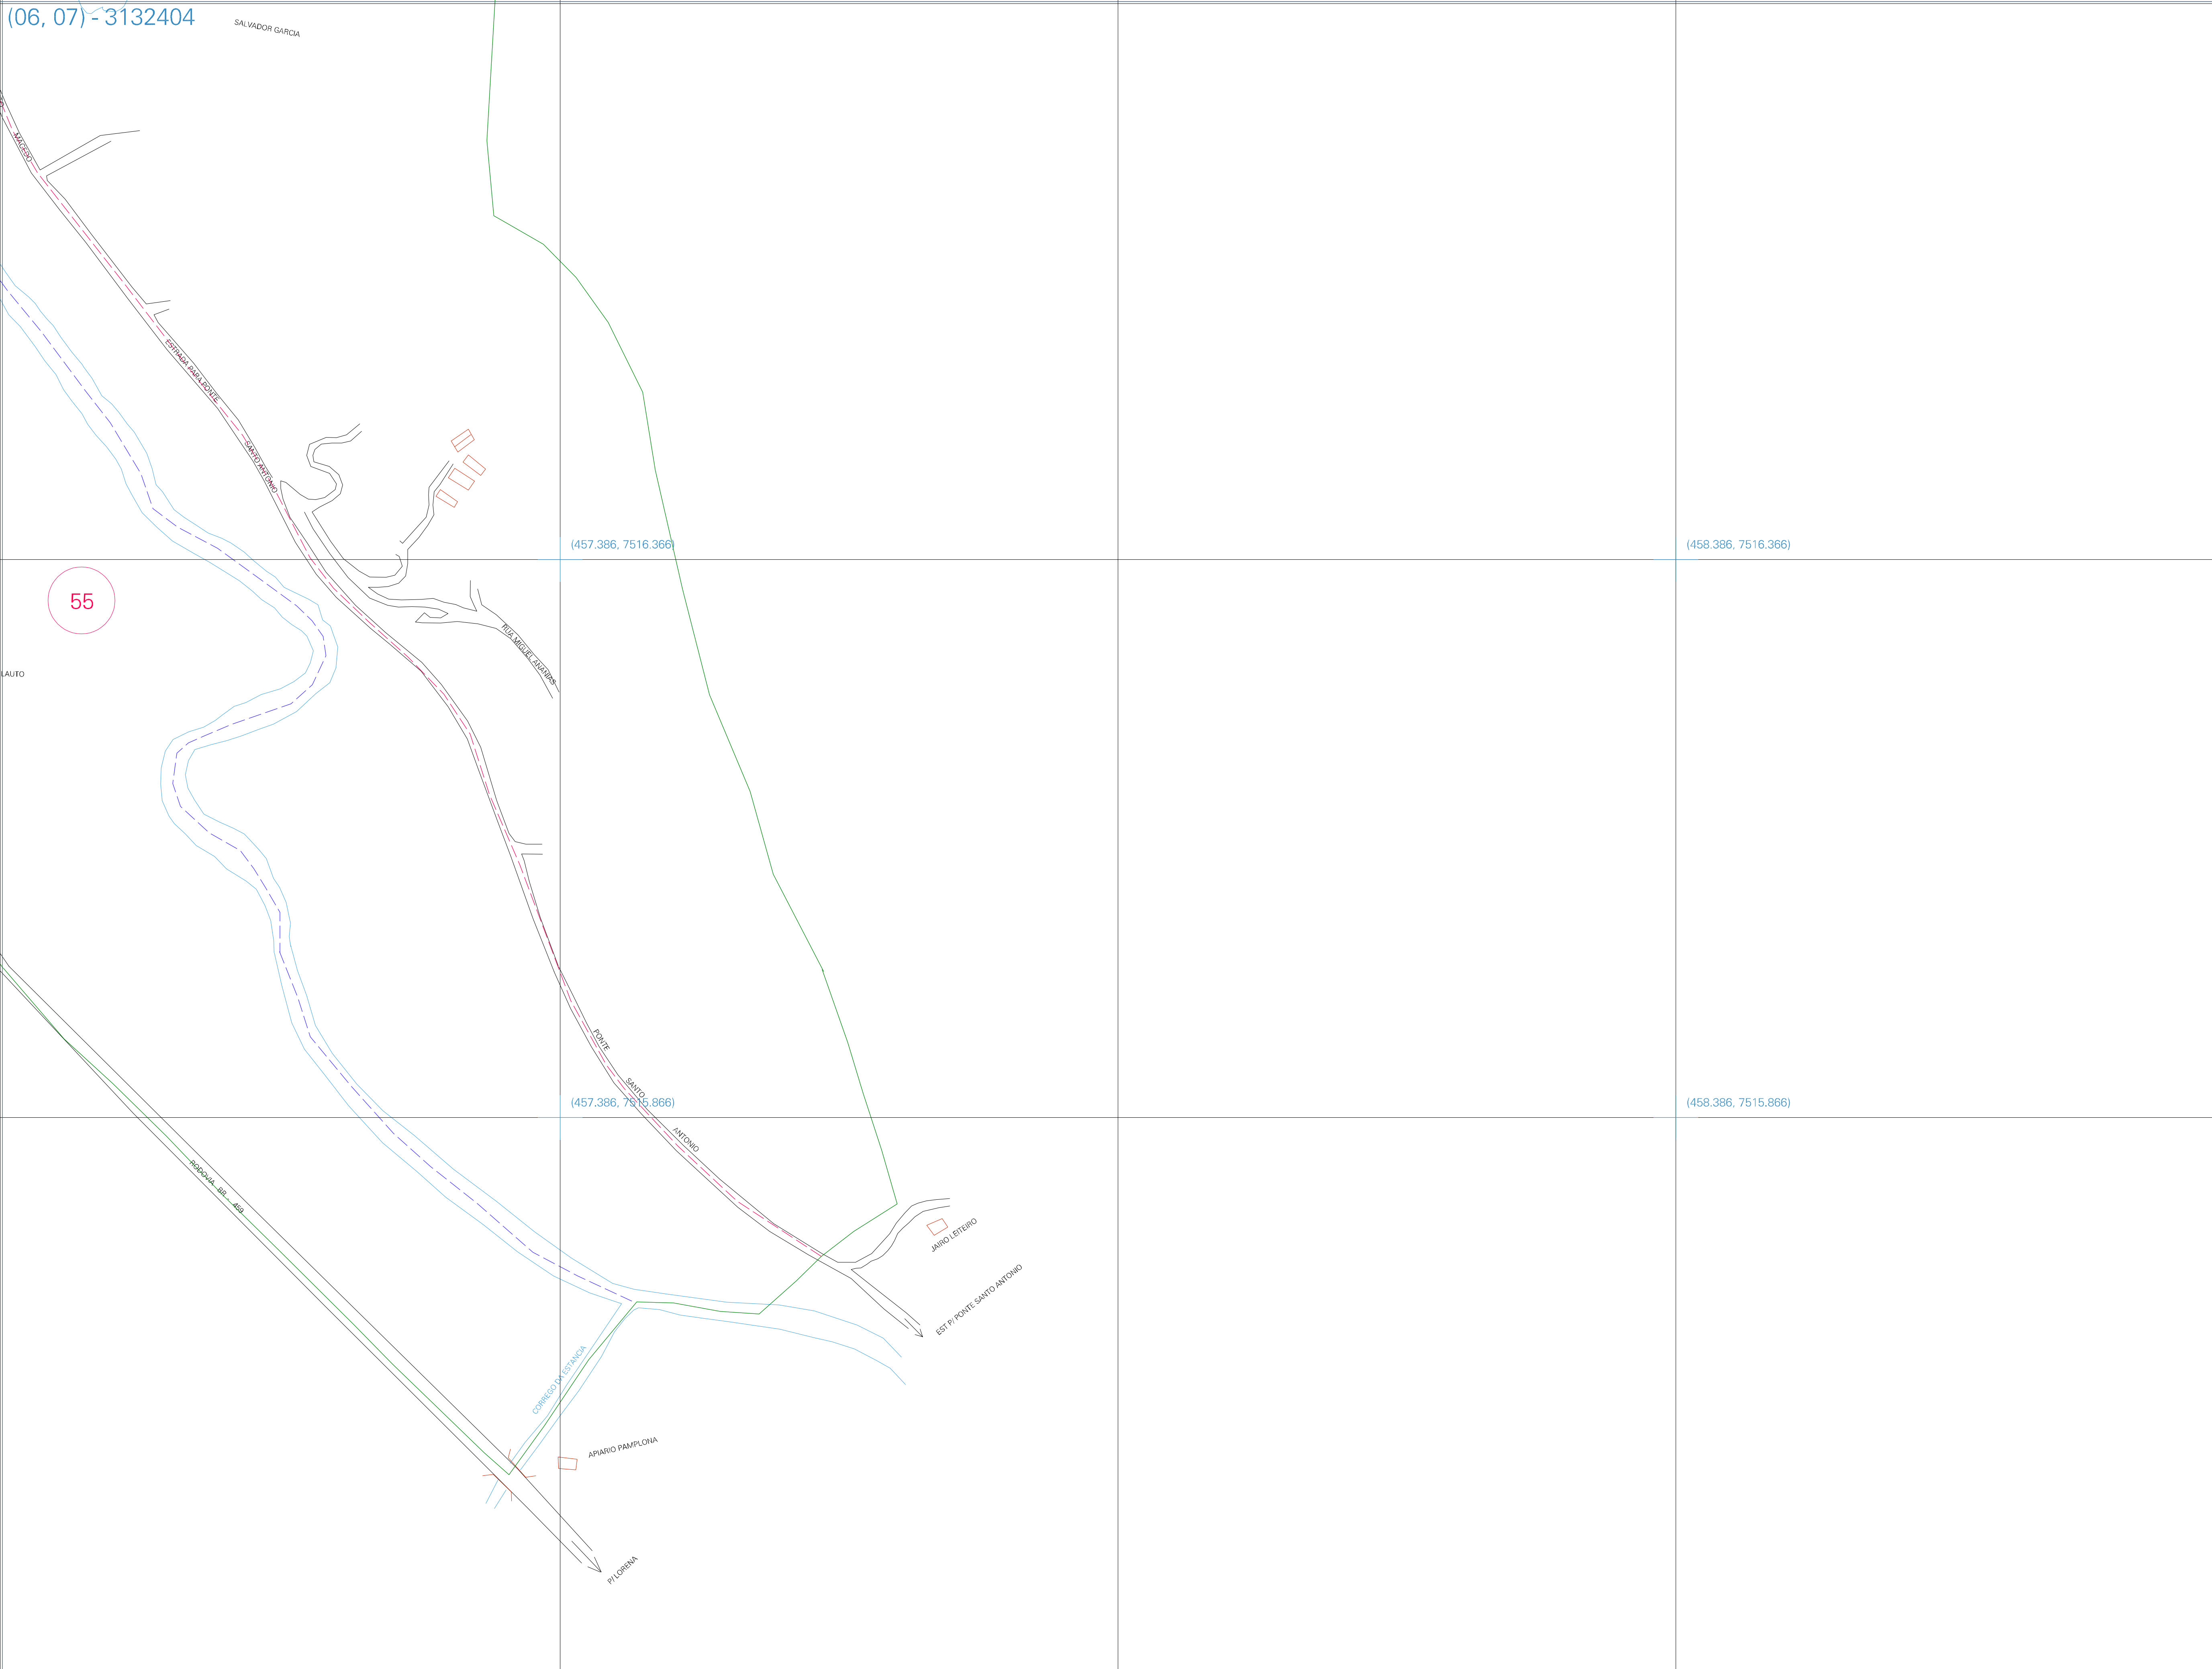 (06, 07) - 3132404
SALVADOR GARCIA
MACEDO
ESTRADA PARA PONTE
SANTO ANTONIO
(457.386, 7516.366)
(458.386, 7516.366)
55
RUA MIGUEL ANANIAS
LAUTO
PONTE
SANTO
(457.386, 7515.866)
(458.386, 7515.866)
ANTONIO
RODOVIA BR - 459
JAIRO LEITEIRO
EST P/ PONTE SANTO ANTONIO
CORREGO DA ESTANCIA
APIARIO PAMPLONA
P/ LORENA